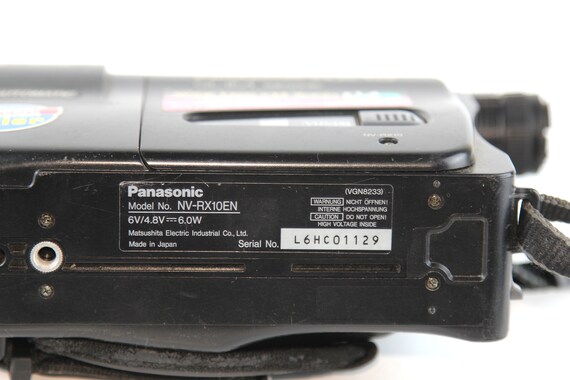 Panasonic
(VGN8233)
Model No. NV-RX10EN
6V/4.8V⎓6.0W
Matsushita Electric Industrial Co., Ltd.
Made in Japan
WARNING NICHT ÖFFNEN!
INTERNE HOCHSPANNUNG
CAUTION DO NOT OPEN!
HIGH VOLTAGE INSIDE
Serial No. L6HC01129